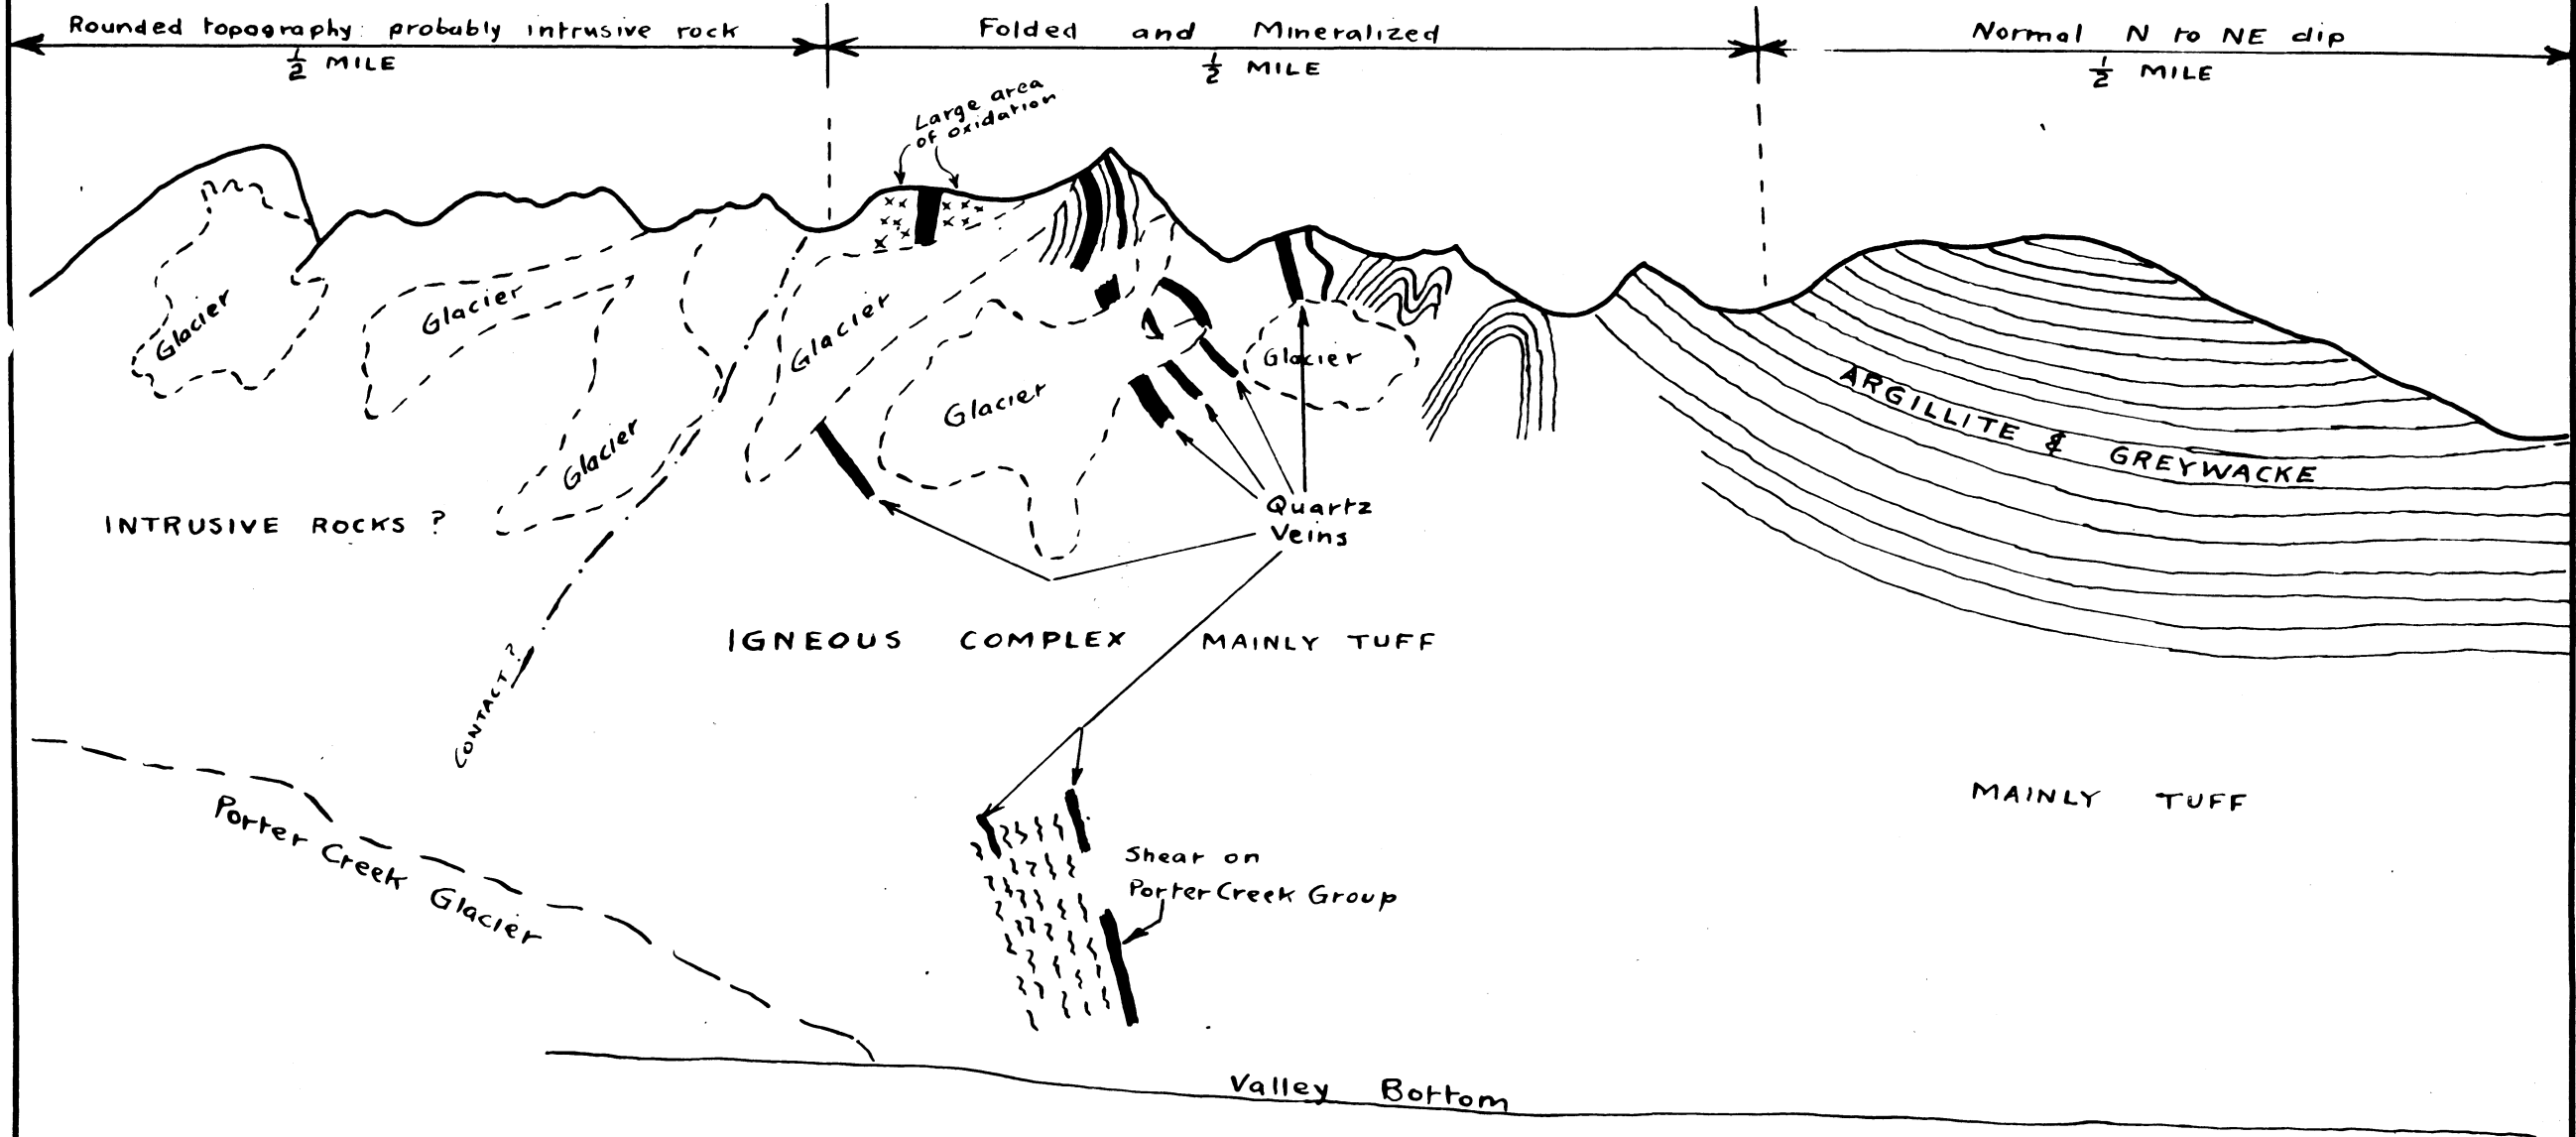 Rounded topography: probably intrusive rock
1/2 MILE
Folded and Mineralized
1/2 MILE
Normal N to NE dip
1/2 MILE
Large area
of oxidation
Glacier
Glacier
Glacier
Glacier
Glacier
Glacier
ARGILLITE & GREYWACKE
Quartz
Veins
INTRUSIVE ROCKS ?
IGNEOUS COMPLEX MAINLY TUFF
CONTACT?
MAINLY TUFF
Porter Creek Glacier
Shear on
Porter Creek Group
Valley Bottom